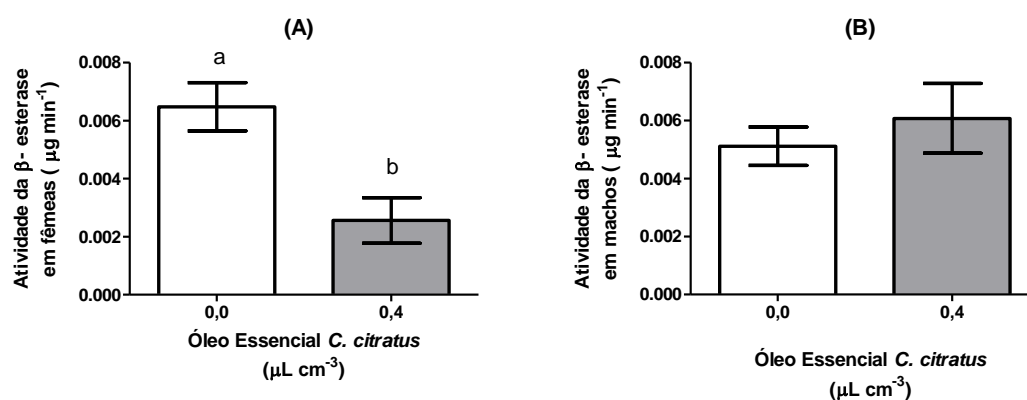 (A)
Atividade da β- esterase
em fêmeas ( μg min⁻¹)
0.008
0.006
0.004
0.002
0.000
a
b
0,0
0,4
Óleo Essencial C. citratus
(μL cm⁻³)
(B)
Atividade da β- esterase
em machos ( μg min⁻¹)
0.008
0.006
0.004
0.002
0.000
0,0
0,4
Óleo Essencial C. citratus
(μL cm⁻³)